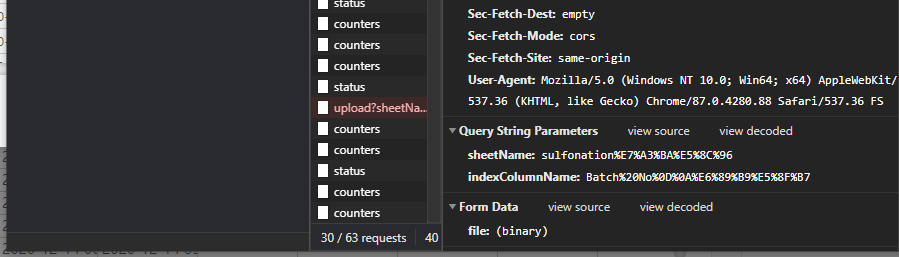 status
counters
counters
counters
status
upload?sheetNa...
counters
counters
status
counters
counters
30 / 63 requests
40
Sec-Fetch-Dest: empty
Sec-Fetch-Mode: cors
Sec-Fetch-Site: same-origin
User-Agent: Mozilla/5.0 (Windows NT 10.0; Win64; x64) AppleWebKit/
537.36 (KHTML, like Gecko) Chrome/87.0.4280.88 Safari/537.36 FS
Query String Parameters view source view decoded
sheetName: sulfonation%E7%A3%BA%E5%8C%96
indexColumnName: Batch%20No%0D%0A%E6%89%B9%E5%8F%B7
Form Data view source view decoded
file: (binary)